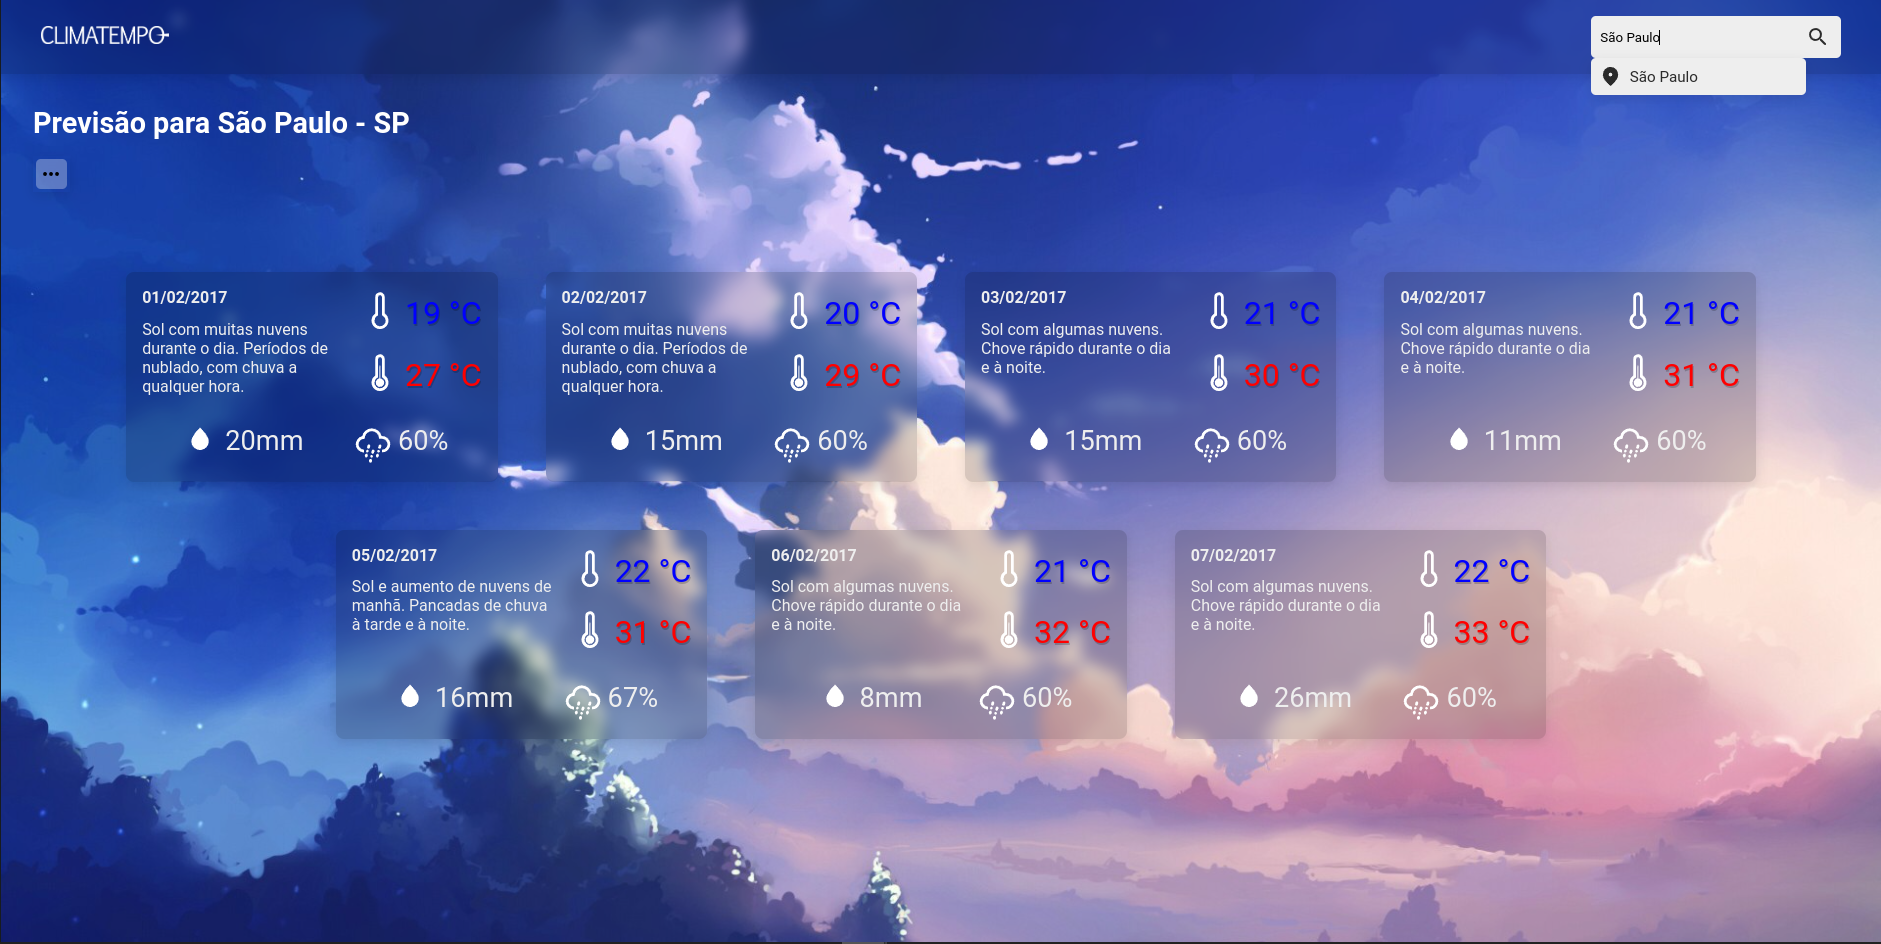 CLIMATEMPO
São Paulo
São Paulo
Previsão para São Paulo - SP
01/02/2017
19 °C
Sol com muitas nuvens
durante o dia. Períodos de
nublado, com chuva a
qualquer hora.
27 °C
20mm
60%
02/02/2017
20 °C
Sol com muitas nuvens
durante o dia. Períodos de
nublado, com chuva a
qualquer hora.
29 °C
15mm
60%
03/02/2017
21 °C
Sol com algumas nuvens.
Chove rápido durante o dia
e à noite.
30 °C
15mm
60%
04/02/2017
21 °C
Sol com algumas nuvens.
Chove rápido durante o dia
e à noite.
31 °C
11mm
60%
05/02/2017
22 °C
Sol e aumento de nuvens de
manhã. Pancadas de chuva
à tarde e à noite.
31 °C
16mm
67%
06/02/2017
21 °C
Sol com algumas nuvens.
Chove rápido durante o dia
e à noite.
32 °C
8mm
60%
07/02/2017
22 °C
Sol com algumas nuvens.
Chove rápido durante o dia
e à noite.
33 °C
26mm
60%